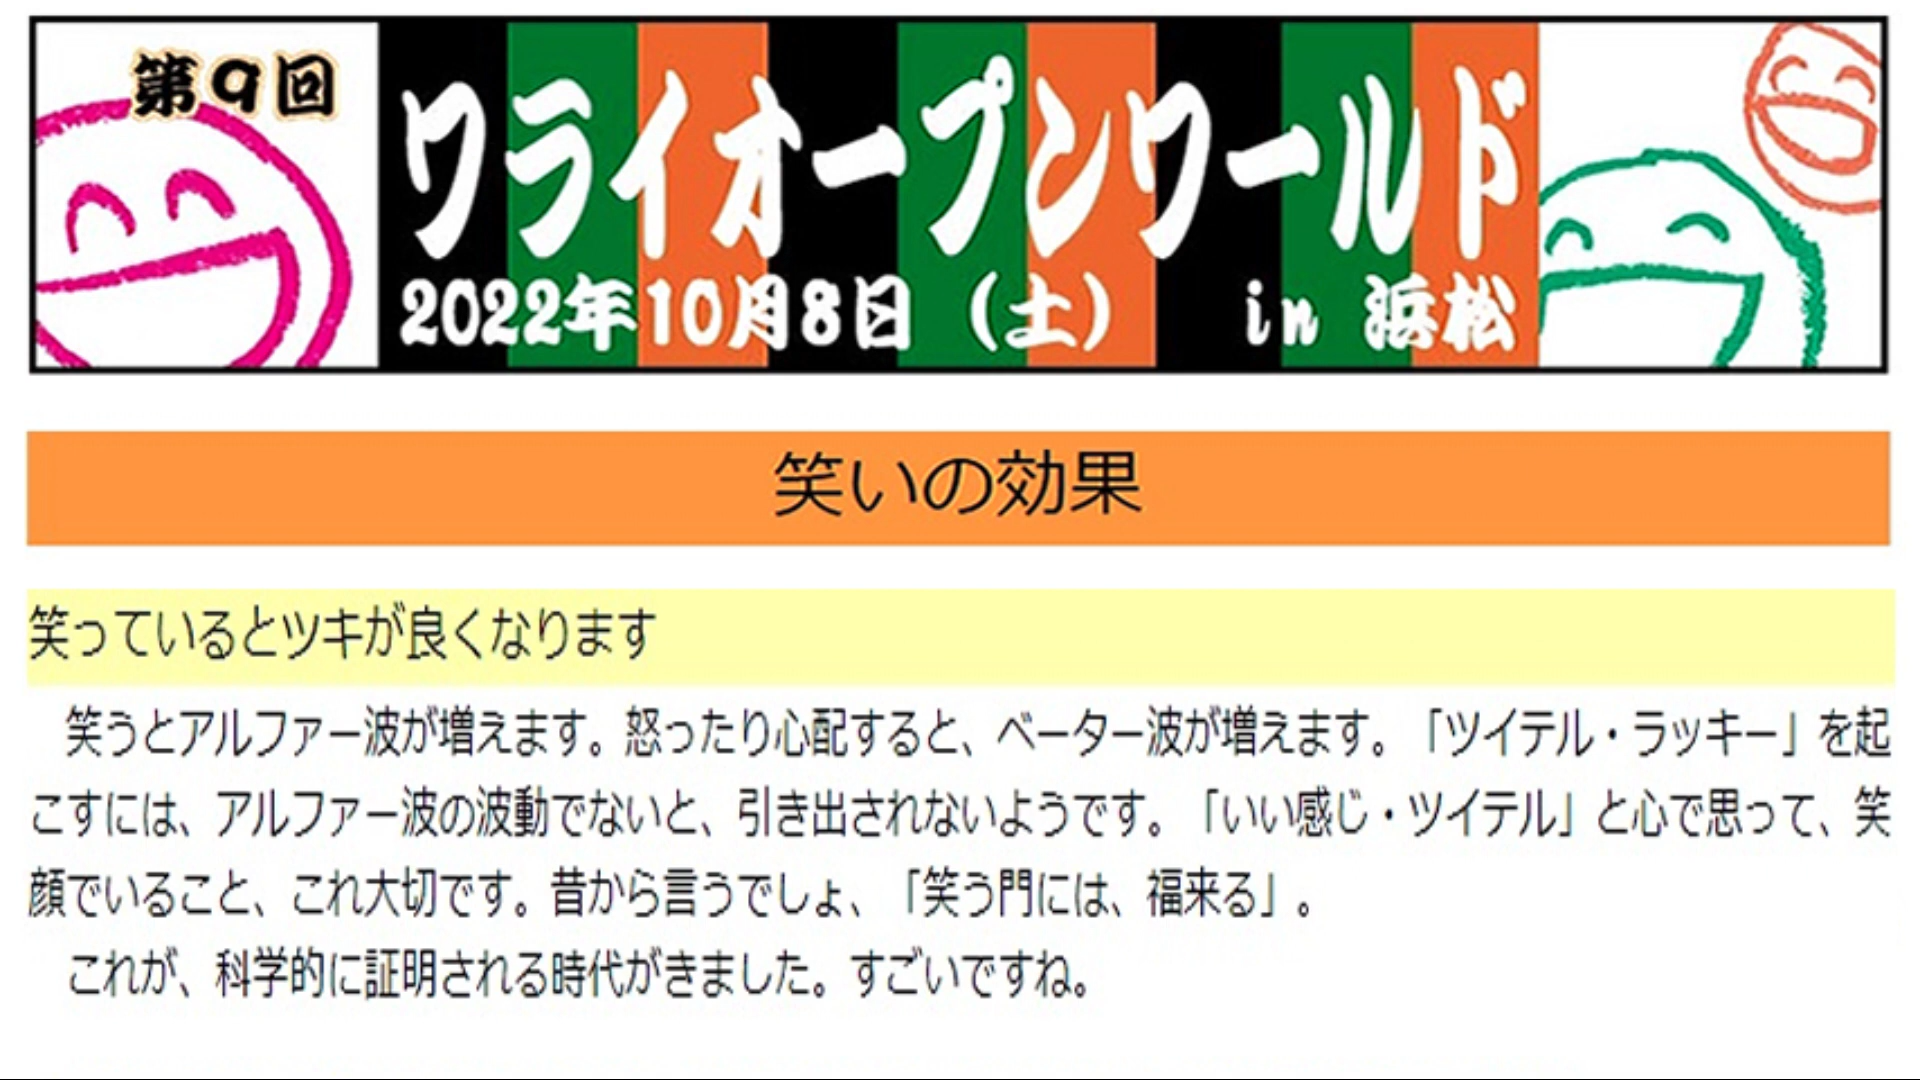 第9回
ワライオープンワールド
2022年10月8日（土） in 浜松
笑いの効果
笑っているとツキが良くなります
笑うとアルファー波が増えます。怒ったり心配すると、ベーター波が増えます。「ツイテル・ラッキー」を起
こすには、アルファー波の波動でないと、引き出されないようです。「いい感じ・ツイテル」と心で思って、笑
顔でいること、これ大切です。昔から言うでしょ、「笑う門には、福来る」。
これが、科学的に証明される時代がきました。すごいですね。